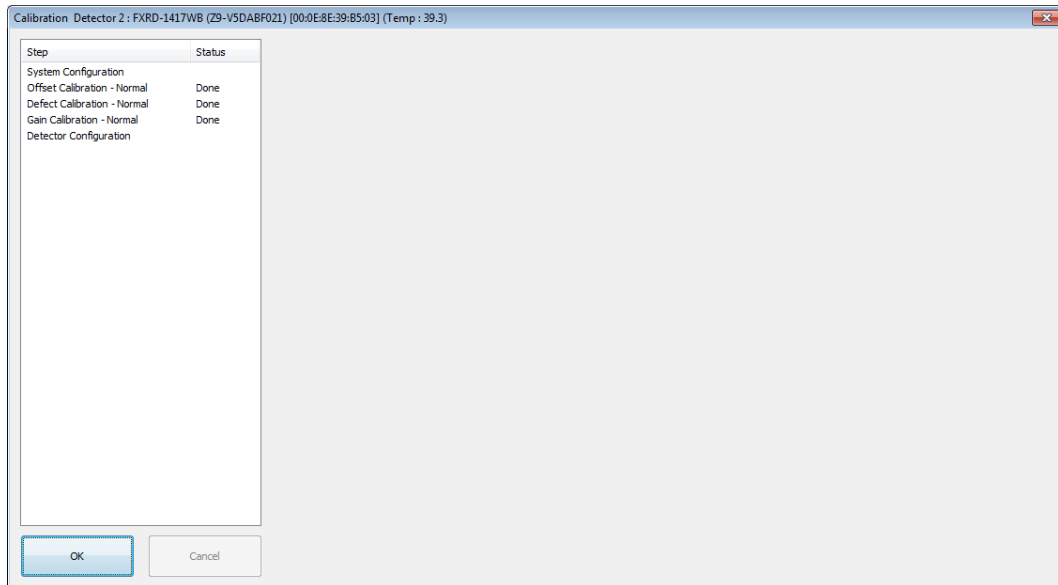 Calibration Detector 2 : FXRD-1417WB (Z9-V5DABF021) [00:0E:8E:39:B5:03] (Temp : 39.3)
Step Status
System Configuration
Offset Calibration - Normal Done
Defect Calibration - Normal Done
Gain Calibration - Normal Done
Detector Configuration
OK Cancel